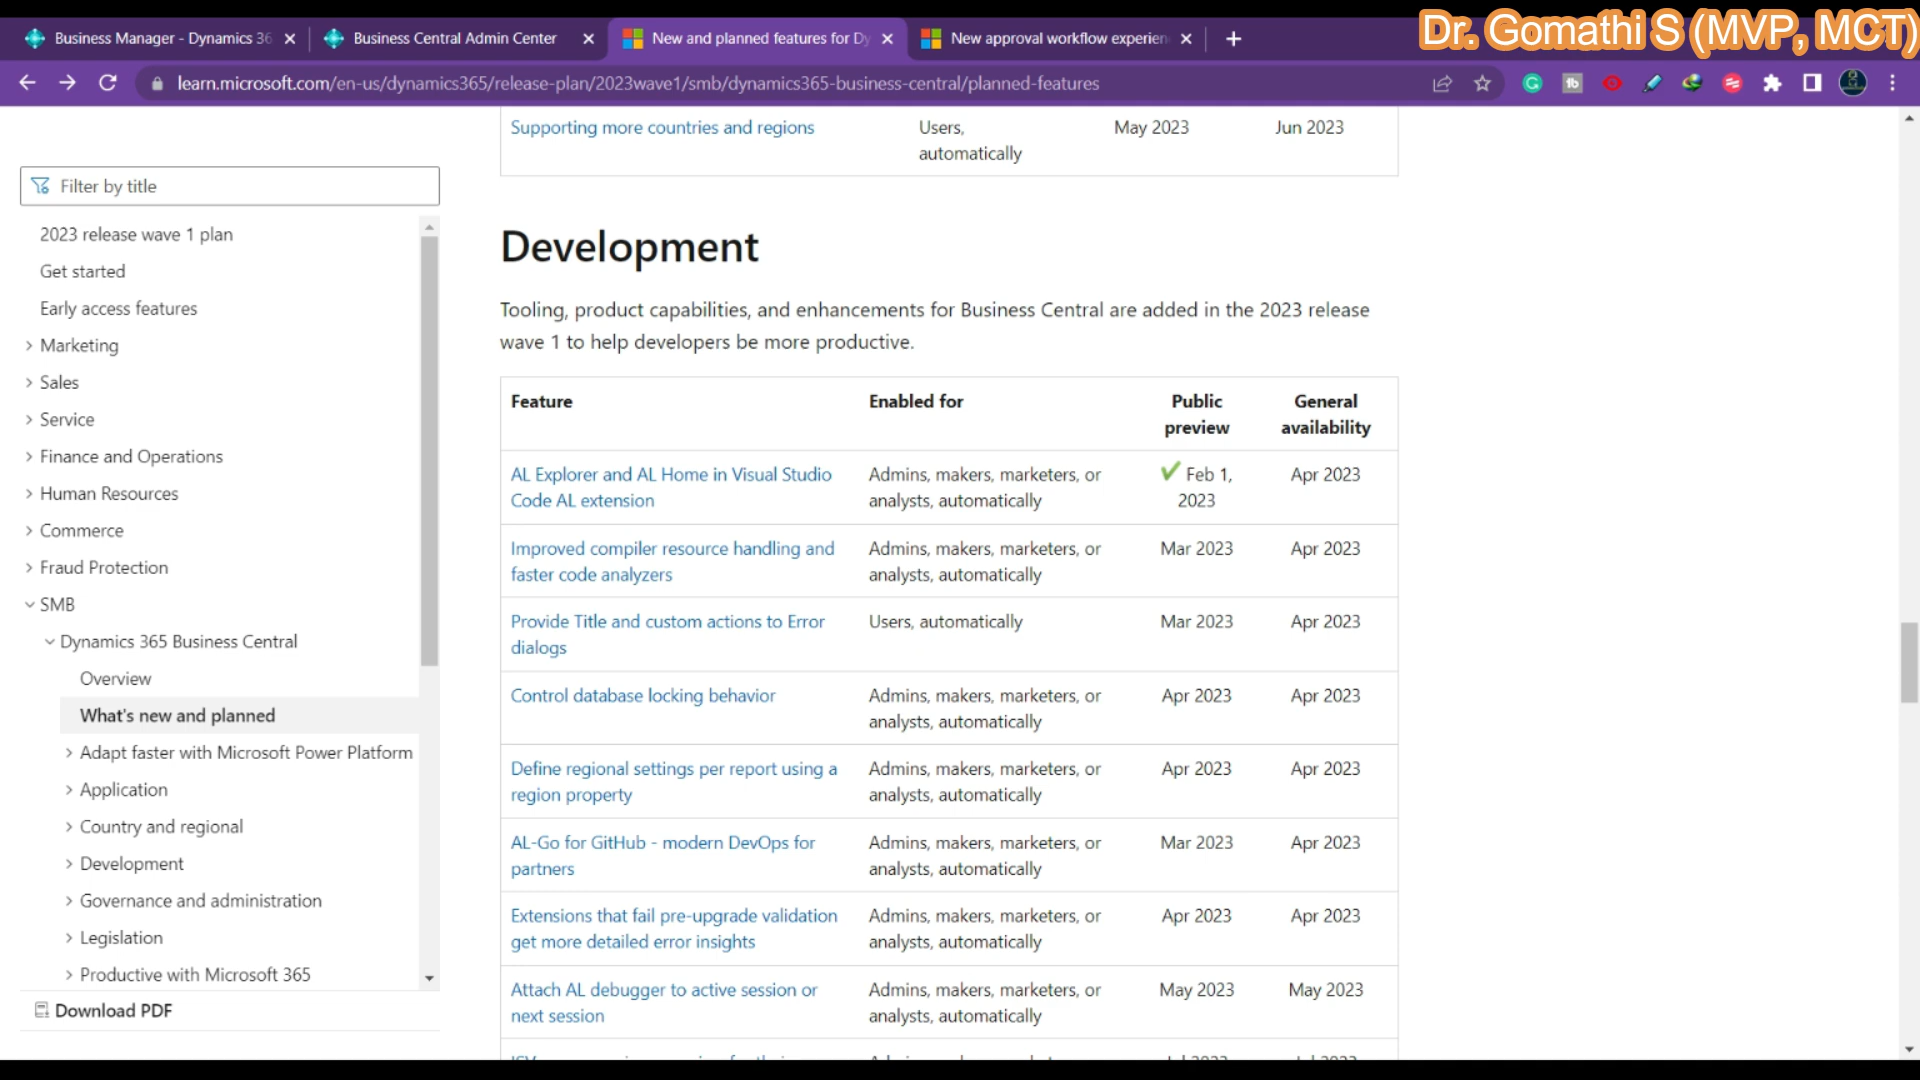 Business Manager - Dynamics 36
Business Central Admin Center
New and planned features for Dy
New approval workflow experien
Dr. Gomathi S (MVP, MCT)
learn.microsoft.com/en-us/dynamics365/release-plan/2023wave1/smb/dynamics365-business-central/planned-features
Filter by title
2023 release wave 1 plan
Get started
Early access features
Marketing
Sales
Service
Finance and Operations
Human Resources
Commerce
Fraud Protection
SMB
Dynamics 365 Business Central
Overview
What's new and planned
Adapt faster with Microsoft Power Platform
Application
Country and regional
Development
Governance and administration
Legislation
Productive with Microsoft 365
Download PDF
Supporting more countries and regions Users, May 2023 Jun 2023
automatically
Development
Tooling, product capabilities, and enhancements for Business Central are added in the 2023 release
wave 1 to help developers be more productive.
Feature Enabled for Public General
preview availability
AL Explorer and AL Home in Visual Studio Admins, makers, marketers, or Feb 1, Apr 2023
Code AL extension analysts, automatically 2023
Improved compiler resource handling and Admins, makers, marketers, or Mar 2023 Apr 2023
faster code analyzers analysts, automatically
Provide Title and custom actions to Error Users, automatically Mar 2023 Apr 2023
dialogs
Control database locking behavior Admins, makers, marketers, or Apr 2023 Apr 2023
analysts, automatically
Define regional settings per report using a Admins, makers, marketers, or Apr 2023 Apr 2023
region property analysts, automatically
AL-Go for GitHub - modern DevOps for Admins, makers, marketers, or Mar 2023 Apr 2023
partners analysts, automatically
Extensions that fail pre-upgrade validation Admins, makers, marketers, or Apr 2023 Apr 2023
get more detailed error insights analysts, automatically
Attach AL debugger to active session or Admins, makers, marketers, or May 2023 May 2023
next session analysts, automatically